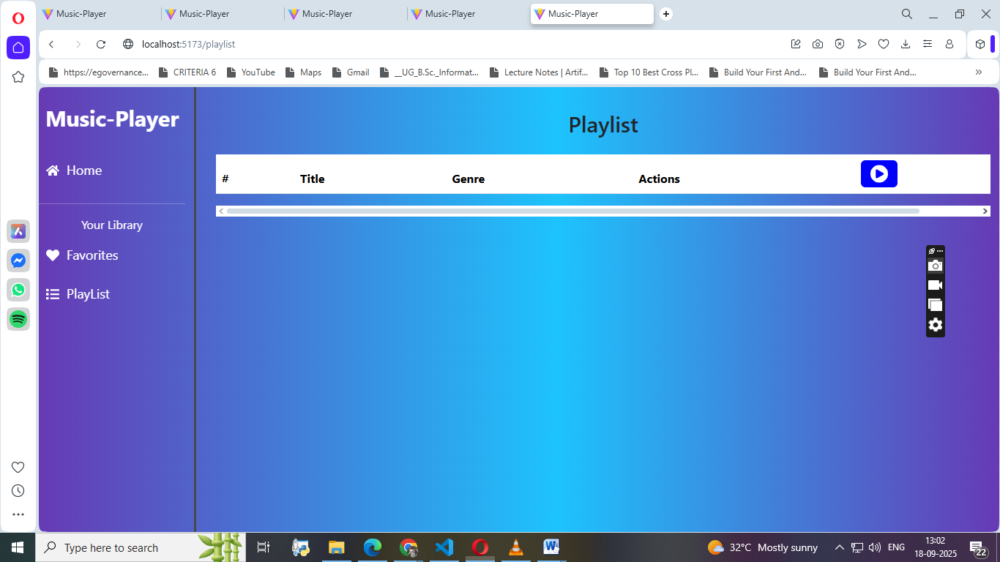 Music-Player
Music-Player
Music-Player
Music-Player
Music-Player
localhost:5173/playlist
https://egovernance...
CRITERIA 6
YouTube
Maps
Gmail
__UG_B.Sc._Informat...
Lecture Notes | Artif...
Top 10 Best Cross Pl...
Build Your First And...
Build Your First And...
Music-Player
Home
Your Library
Favorites
PlayList
Playlist
# Title Genre Actions
Type here to search
32°C Mostly sunny
ENG
13:02
18-09-2025
22